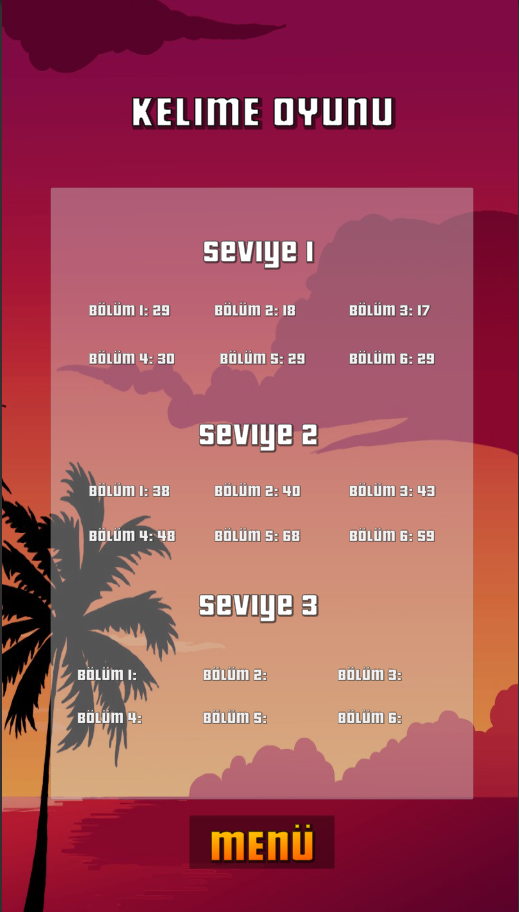 KELIME OYUNU
SEVIYE 1
BÖLÜM 1: 29 BÖLÜM 2: 18 BÖLÜM 3: 17
BÖLÜM 4: 30 BÖLÜM 5: 29 BÖLÜM 6: 29
SEVIYE 2
BÖLÜM 1: 38 BÖLÜM 2: 40 BÖLÜM 3: 43
BÖLÜM 4: 48 BÖLÜM 5: 68 BÖLÜM 6: 59
SEVIYE 3
BÖLÜM 1: BÖLÜM 2: BÖLÜM 3:
BÖLÜM 4: BÖLÜM 5: BÖLÜM 6:
MENÜ